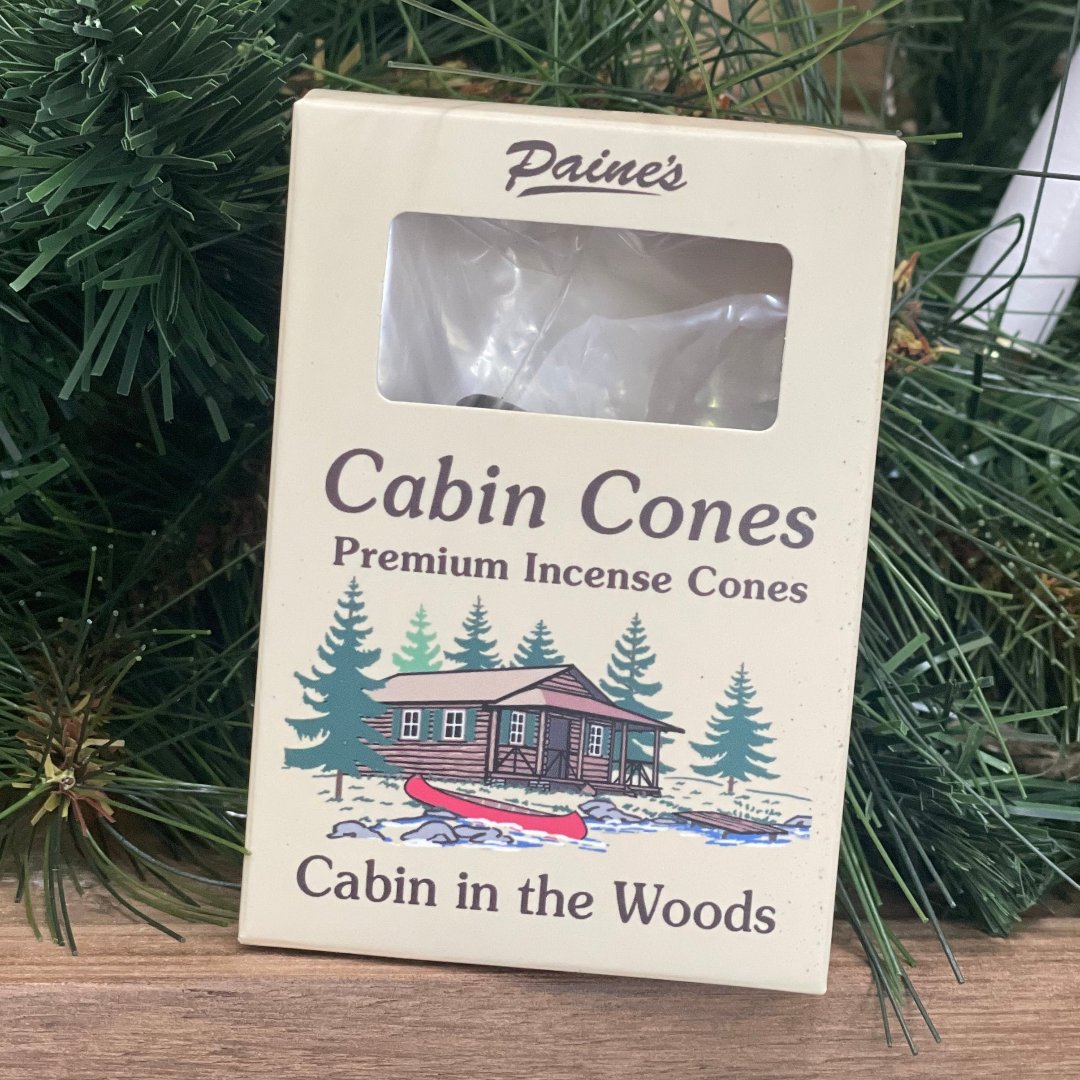 Paine's
Cabin Cones
Premium Incense Cones
Cabin in the Woods